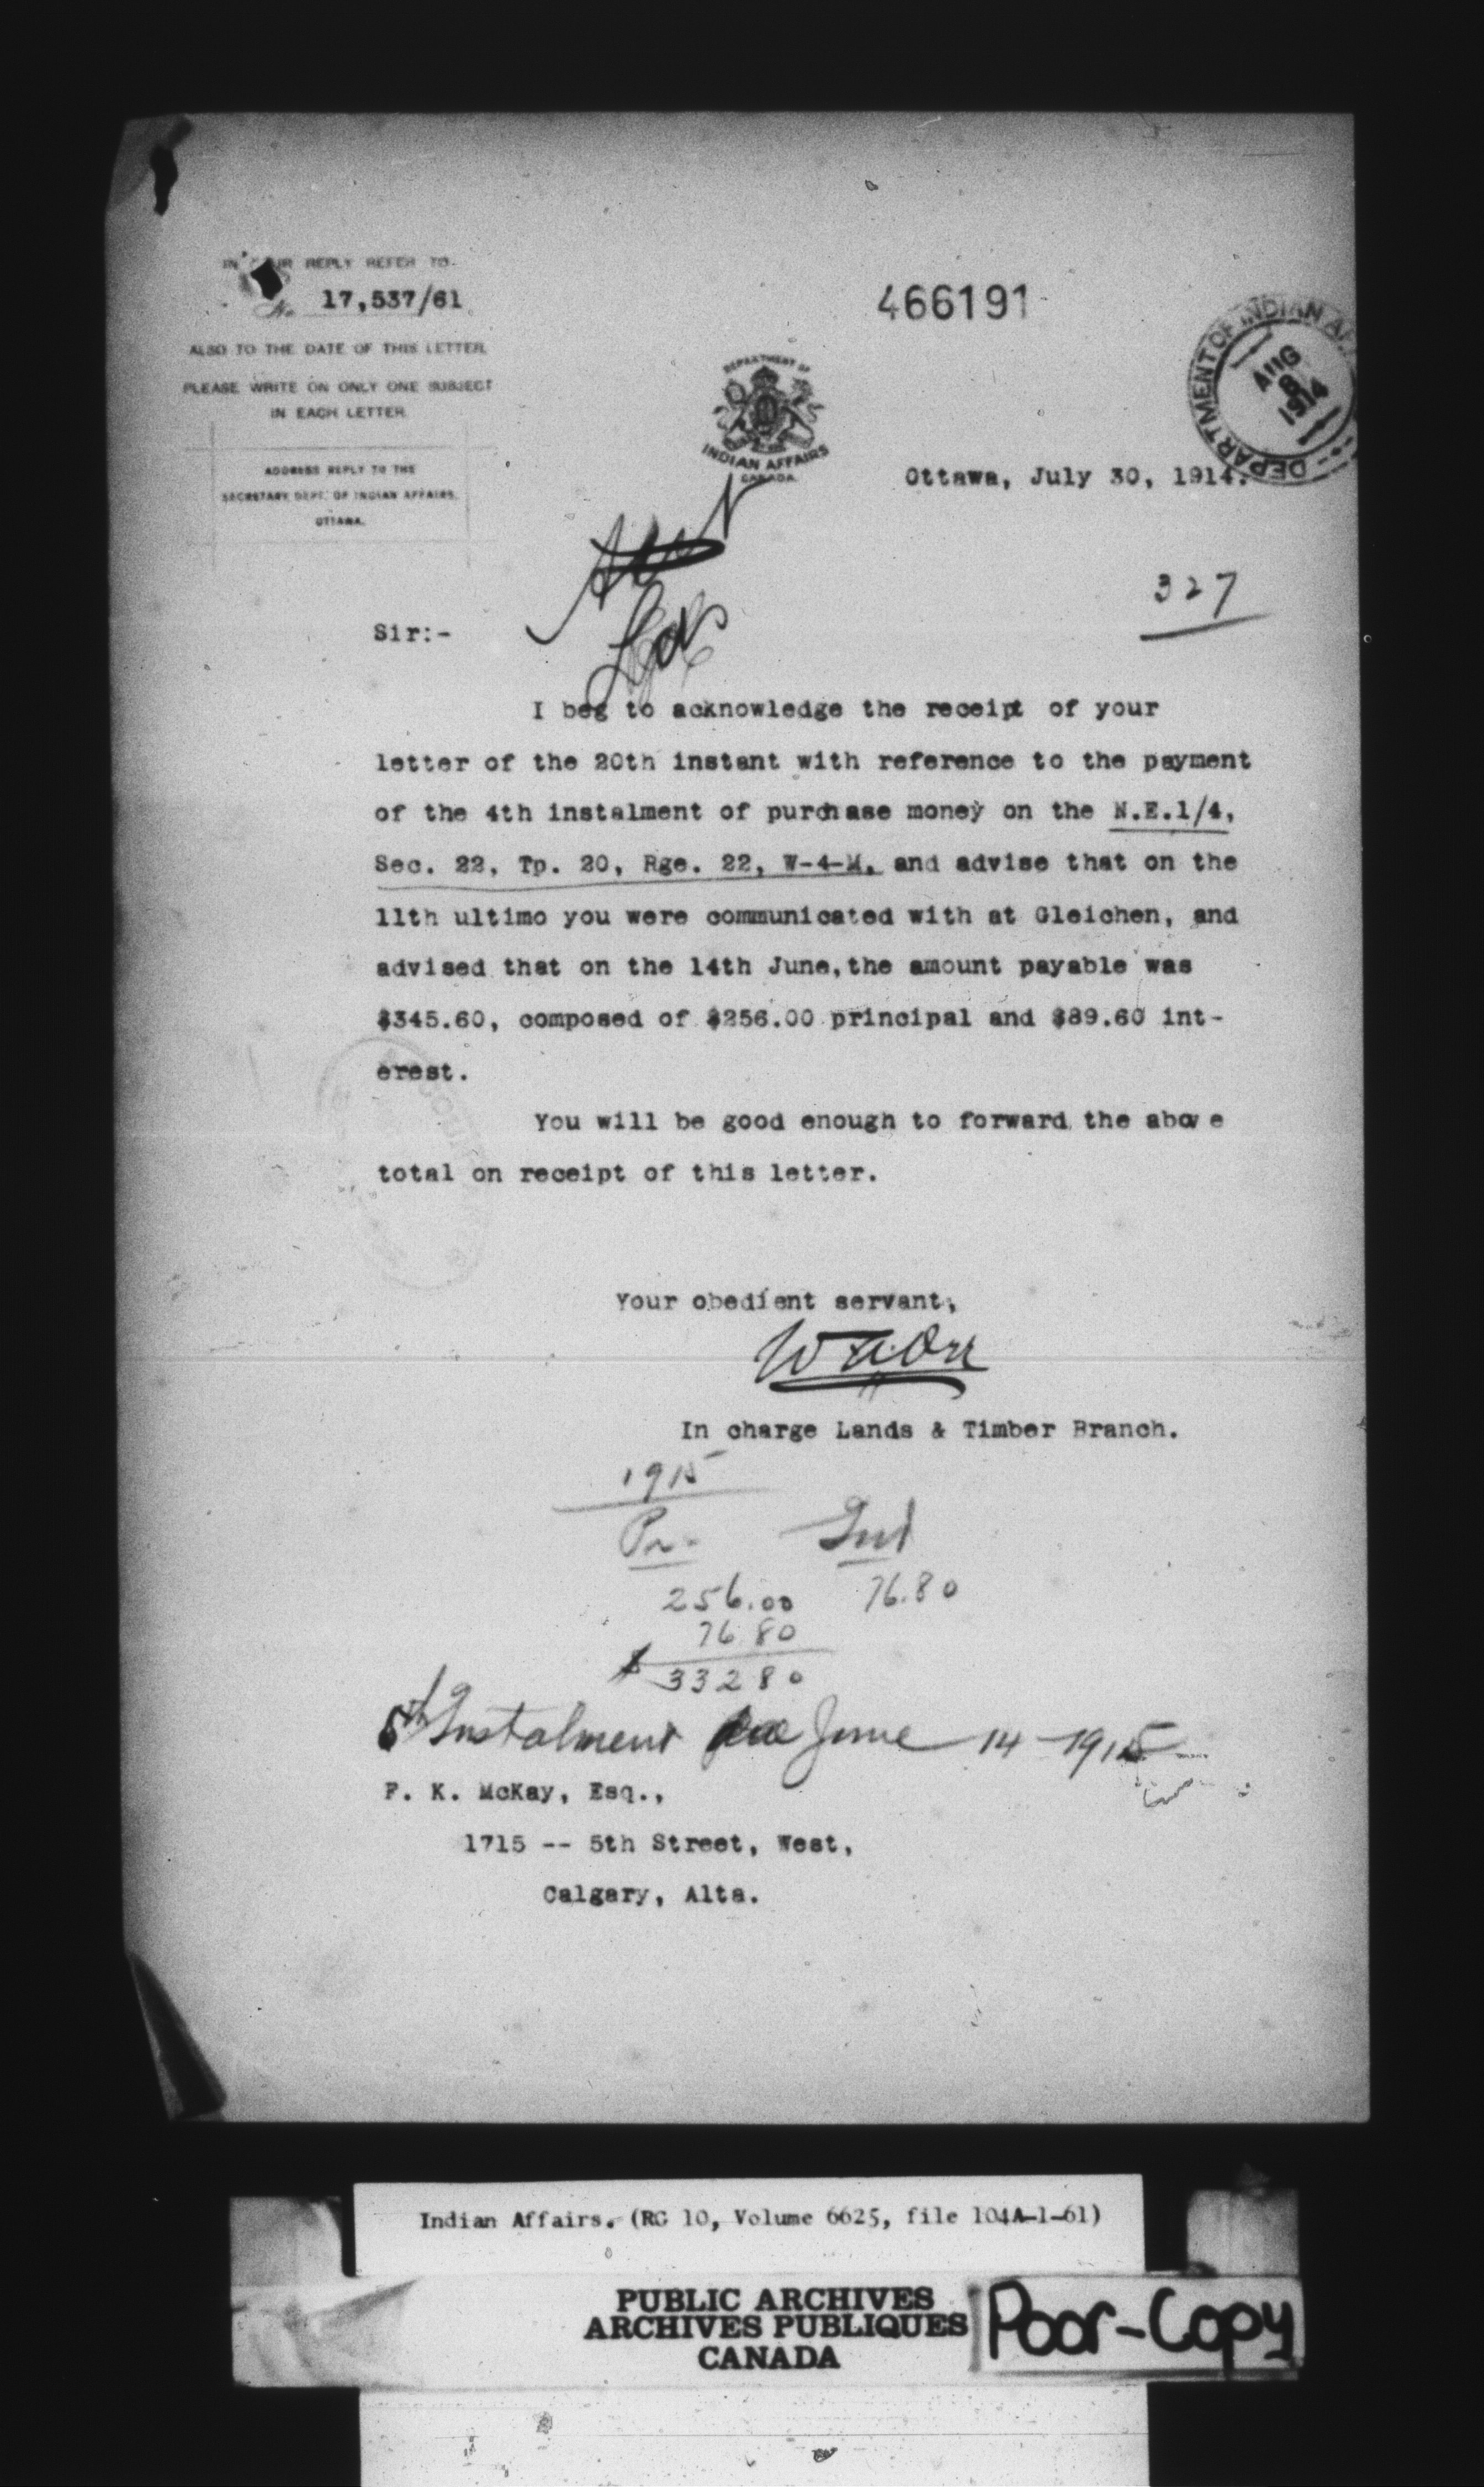 IN REPLY REFER TO
No 17,537/61
ALSO TO THE DATE OF THIS LETTER.
PLEASE WRITE ON ONLY ONE SUBJECT
IN EACH LETTER
ADDRESS REPLY TO THE
SECRETARY DEPT. OF INDIAN AFFAIRS.
OTTAWA.
466191
DEPARTMENT OF INDIAN
AUG
8
1914
DEPARTMENT OF
INDIAN AFFAIRS
CANADA
Ottawa, July 30, 1914.
327
Sir:-
I beg to acknowledge the receipt of your
letter of the 20th instant with reference to the payment
of the 4th instalment of purchase money on the N.E.1/4,
Sec. 22, Tp. 20, Rge. 22, W-4-M. and advise that on the
11th ultimo you were communicated with at Gleichen, and
advised that on the 14th June, the amount payable was
$345.60, composed of $256.00 principal and $89.60 int-
erest.
You will be good enough to forward the above
total on receipt of this letter.
Your obedient servant,
In charge Lands & Timber Branch.
1915
Pr. Int
256.00 76.80
76 80
$ 332 80
5th Instalment due June 14 - 1915
F. K. McKay, Esq.,
1715 -- 5th Street, West,
Calgary, Alta.
Indian Affairs. (RG 10, Volume 6625, file 104A-1-61)
PUBLIC ARCHIVES
ARCHIVES PUBLIQUES
CANADA
Poor-Copy